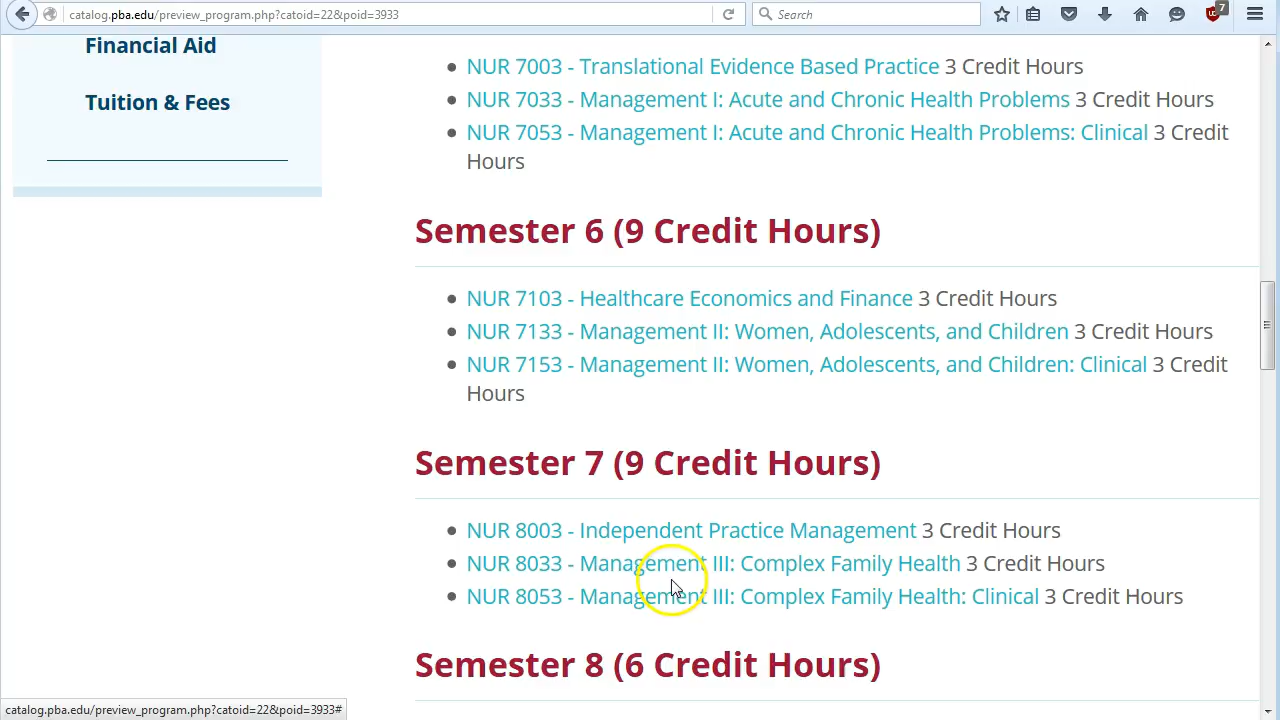 catalog.pba.edu/preview_program.php?catoid=22&poid=3933
Search
7
Financial Aid
Tuition & Fees
NUR 7003 - Translational Evidence Based Practice 3 Credit Hours
NUR 7033 - Management I: Acute and Chronic Health Problems 3 Credit Hours
NUR 7053 - Management I: Acute and Chronic Health Problems: Clinical 3 Credit
Hours
Semester 6 (9 Credit Hours)
NUR 7103 - Healthcare Economics and Finance 3 Credit Hours
NUR 7133 - Management II: Women, Adolescents, and Children 3 Credit Hours
NUR 7153 - Management II: Women, Adolescents, and Children: Clinical 3 Credit
Hours
Semester 7 (9 Credit Hours)
NUR 8003 - Independent Practice Management 3 Credit Hours
NUR 8033 - Management III: Complex Family Health 3 Credit Hours
NUR 8053 - Management III: Complex Family Health: Clinical 3 Credit Hours
Semester 8 (6 Credit Hours)
catalog.pba.edu/preview_program.php?catoid=22&poid=3933#